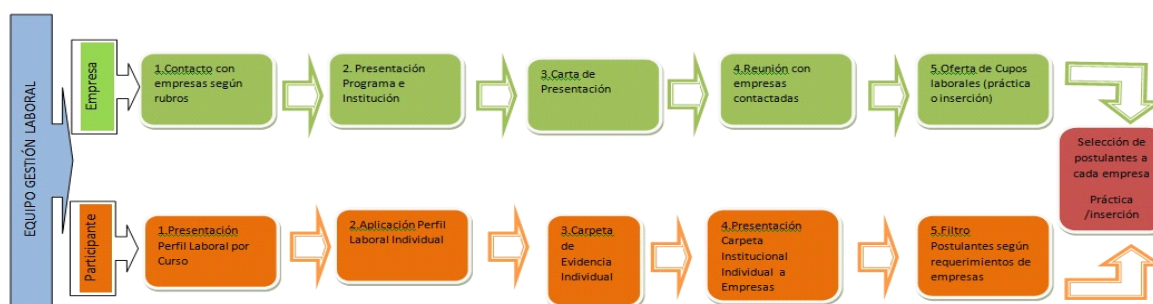 EQUIPO GESTIÓN LABORAL
Empresa
1.Contacto con
empresas según
rubros
2. Presentación
Programa e
Institución
3.Carta de
Presentación
4.Reunión con
empresas
contactadas
5.Oferta de Cupos
laborales (práctica
o inserción)
Selección de
postulantes a
cada empresa
Práctica
/inserción
Participante
1.Presentación
Perfil Laboral por
Curso
2.Aplicación Perfil
Laboral Individual
3.Carpeta
de
Evidencia
Individual
4.Presentación
Carpeta
Institucional
Individual a
Empresas
5.Filtro
Postulantes según
requerimientos de
empresas